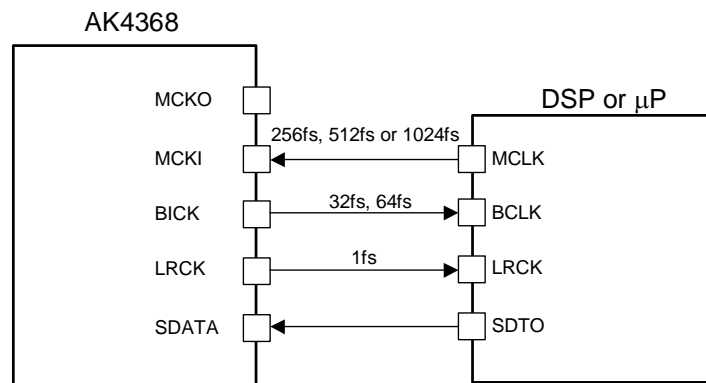 AK4368
DSP or μP
MCKO
256fs, 512fs or 1024fs
MCKI
MCLK
32fs, 64fs
BICK
BCLK
1fs
LRCK
LRCK
SDATA
SDTO